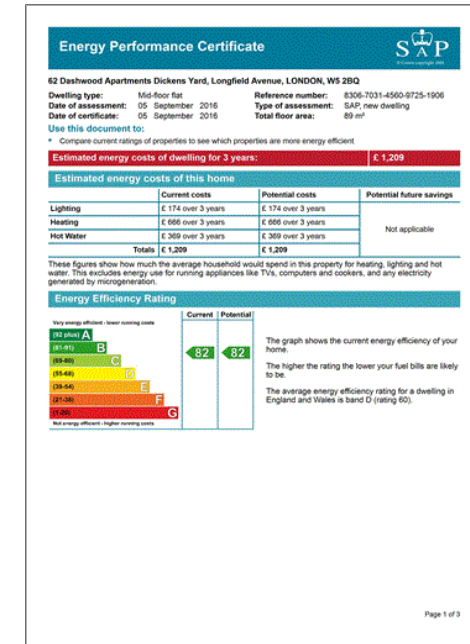 Energy Performance Certificate
SAP
62 Dashwood Apartments Dickens Yard, Longfield Avenue, LONDON, W5 2BQ
Dwelling type: Mid-floor flat
Date of assessment: 05 September 2016
Date of certificate: 05 September 2016
Reference number: 8306-7031-4560-9725-1906
Type of assessment: SAP, new dwelling
Total floor area: 89 m²
Use this document to:
• Compare current ratings of properties to see which properties are more energy efficient
Estimated energy costs of dwelling for 3 years: £ 1,209
Estimated energy costs of this home
Current costs Potential costs Potential future savings
Lighting £ 174 over 3 years £ 174 over 3 years
Heating £ 666 over 3 years £ 666 over 3 years
Hot Water £ 369 over 3 years £ 369 over 3 years
Not applicable
Totals £ 1,209 £ 1,209
These figures show how much the average household would spend in this property for heating, lighting and hot
water. This excludes energy use for running appliances like TVs, computers and cookers, and any electricity
generated by microgeneration.
Energy Efficiency Rating
Current Potential
Very energy efficient - lower running costs
(92 plus) A
(81-91) B
(69-80) C
(55-68) D
(39-54) E
(21-38) F
(1-20) G
Not energy efficient - higher running costs
82 82
The graph shows the current energy efficiency of your
home.
The higher the rating the lower your fuel bills are likely
to be.
The average energy efficiency rating for a dwelling in
England and Wales is band D (rating 60).
Page 1 of 3